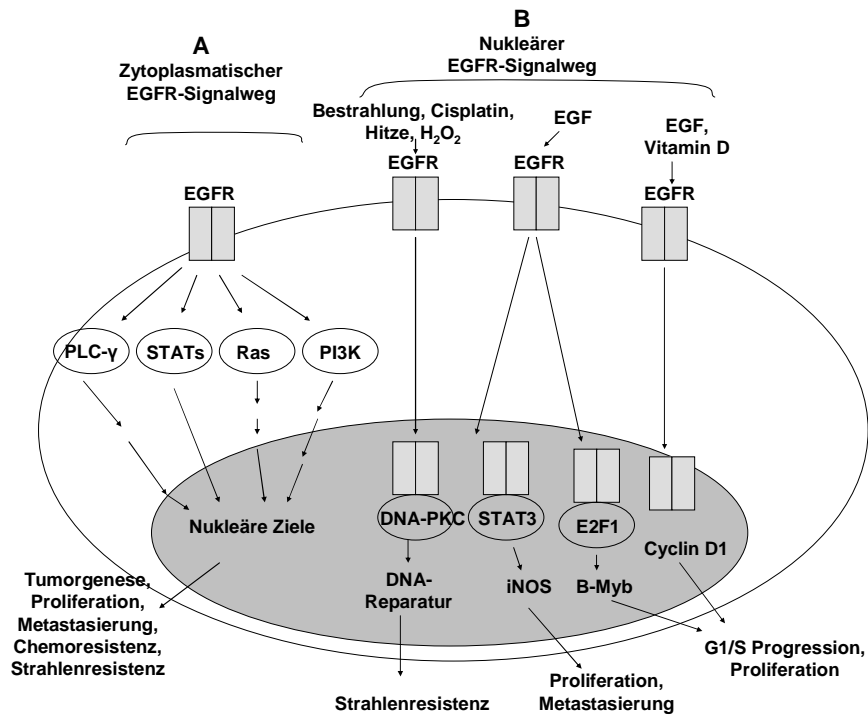 A
Zytoplasmatischer
EGFR-Signalweg
B
Nukleärer
EGFR-Signalweg
Bestrahlung, Cisplatin,
Hitze, H₂O₂
EGF
EGF,
Vitamin D
EGFR
EGFR
EGFR
EGFR
PLC-γ
STATs
Ras
PI3K
Nukleäre Ziele
DNA-PKC
STAT3
E2F1
Cyclin D1
DNA-
Reparatur
iNOS
B-Myb
Tumorgenese,
Proliferation,
Metastasierung,
Chemoresistenz,
Strahlenresistenz
Strahlenresistenz
Proliferation,
Metastasierung
G1/S Progression,
Proliferation